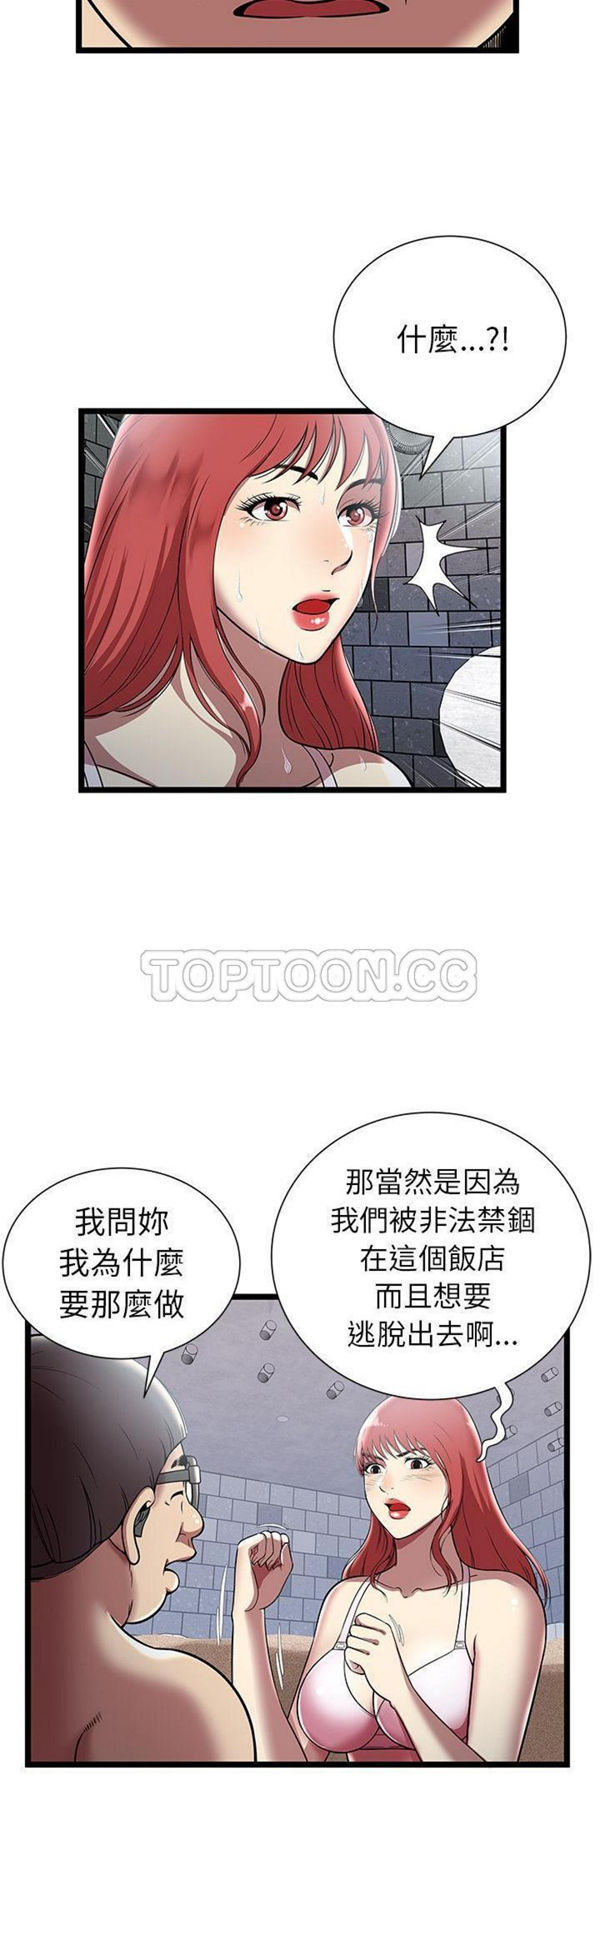 什麼...?!
TOPTOON.CC
我問妳
我為什麼
要那麼做
那當然是因為
我們被非法禁錮
在這個飯店
而且想要
逃脫出去啊...